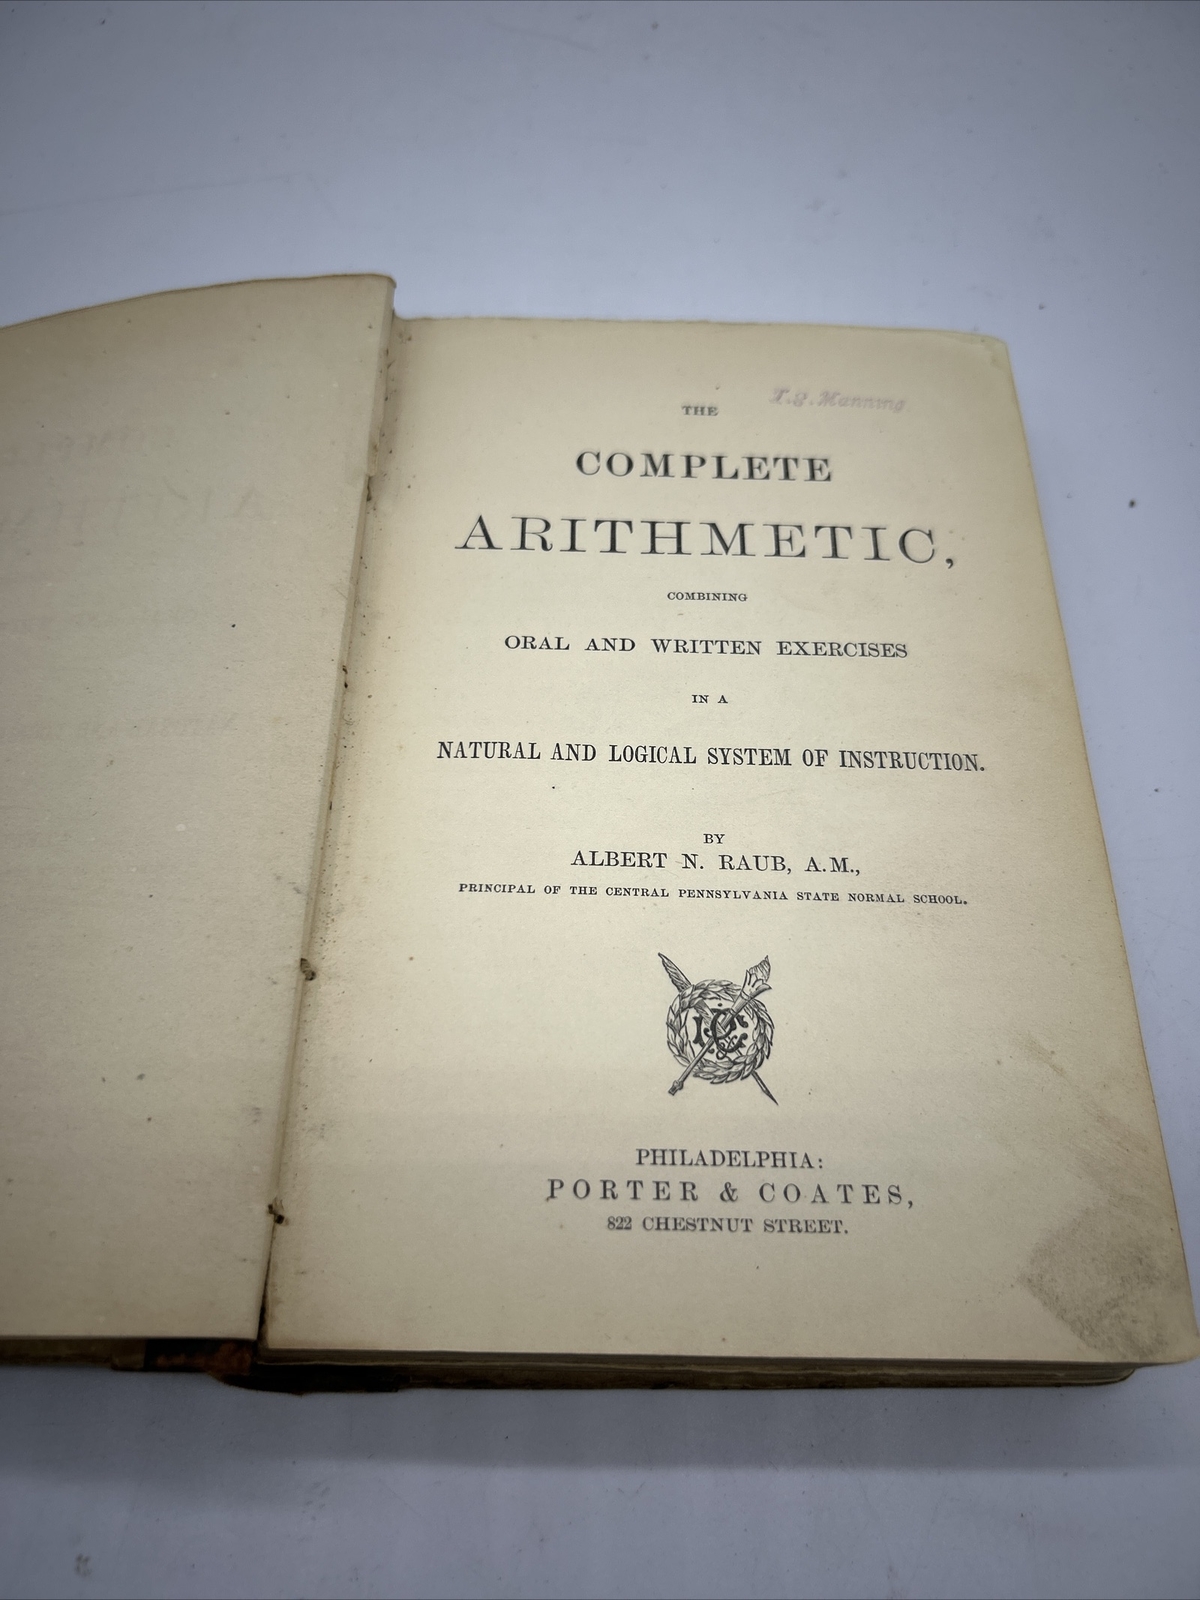 T. G. Manning
THE
COMPLETE
ARITHMETIC,
COMBINING
ORAL AND WRITTEN EXERCISES
IN A
NATURAL AND LOGICAL SYSTEM OF INSTRUCTION.
BY
ALBERT N. RAUB, A.M.,
PRINCIPAL OF THE CENTRAL PENNSYLVANIA STATE NORMAL SCHOOL.
PHILADELPHIA:
PORTER & COATES,
822 CHESTNUT STREET.